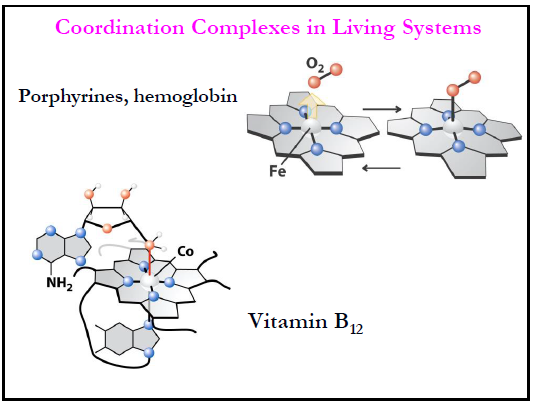 Coordination Complexes in Living Systems
O₂
Porphyrines, hemoglobin
Fe
Co
NH₂
Vitamin B₁₂